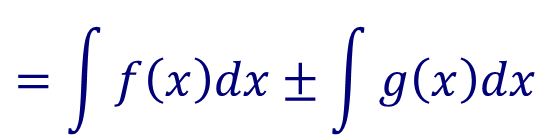 = ∫ f(x)dx ± ∫ g(x)dx